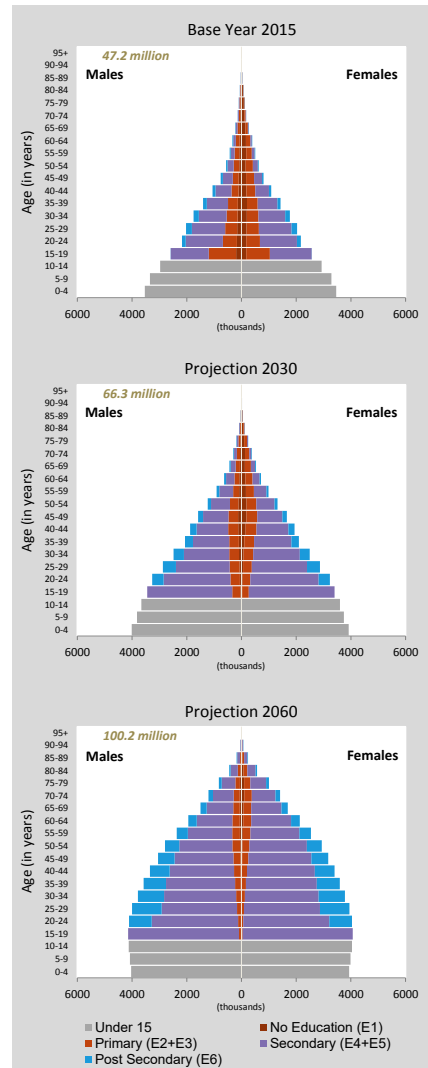 Base Year 2015
47.2 million
Males
Females
Age (in years)
95+
90-94
85-89
80-84
75-79
70-74
65-69
60-64
55-59
50-54
45-49
40-44
35-39
30-34
25-29
20-24
15-19
10-14
5-9
0-4
6000 4000 2000 0 2000 4000 6000
(thousands)
Projection 2030
66.3 million
Males
Females
Age (in years)
95+
90-94
85-89
80-84
75-79
70-74
65-69
60-64
55-59
50-54
45-49
40-44
35-39
30-34
25-29
20-24
15-19
10-14
5-9
0-4
6000 4000 2000 0 2000 4000 6000
(thousands)
Projection 2060
100.2 million
Males
Females
Age (in years)
95+
90-94
85-89
80-84
75-79
70-74
65-69
60-64
55-59
50-54
45-49
40-44
35-39
30-34
25-29
20-24
15-19
10-14
5-9
0-4
6000 4000 2000 0 2000 4000 6000
(thousands)
Under 15 No Education (E1)
Primary (E2+E3) Secondary (E4+E5)
Post Secondary (E6)